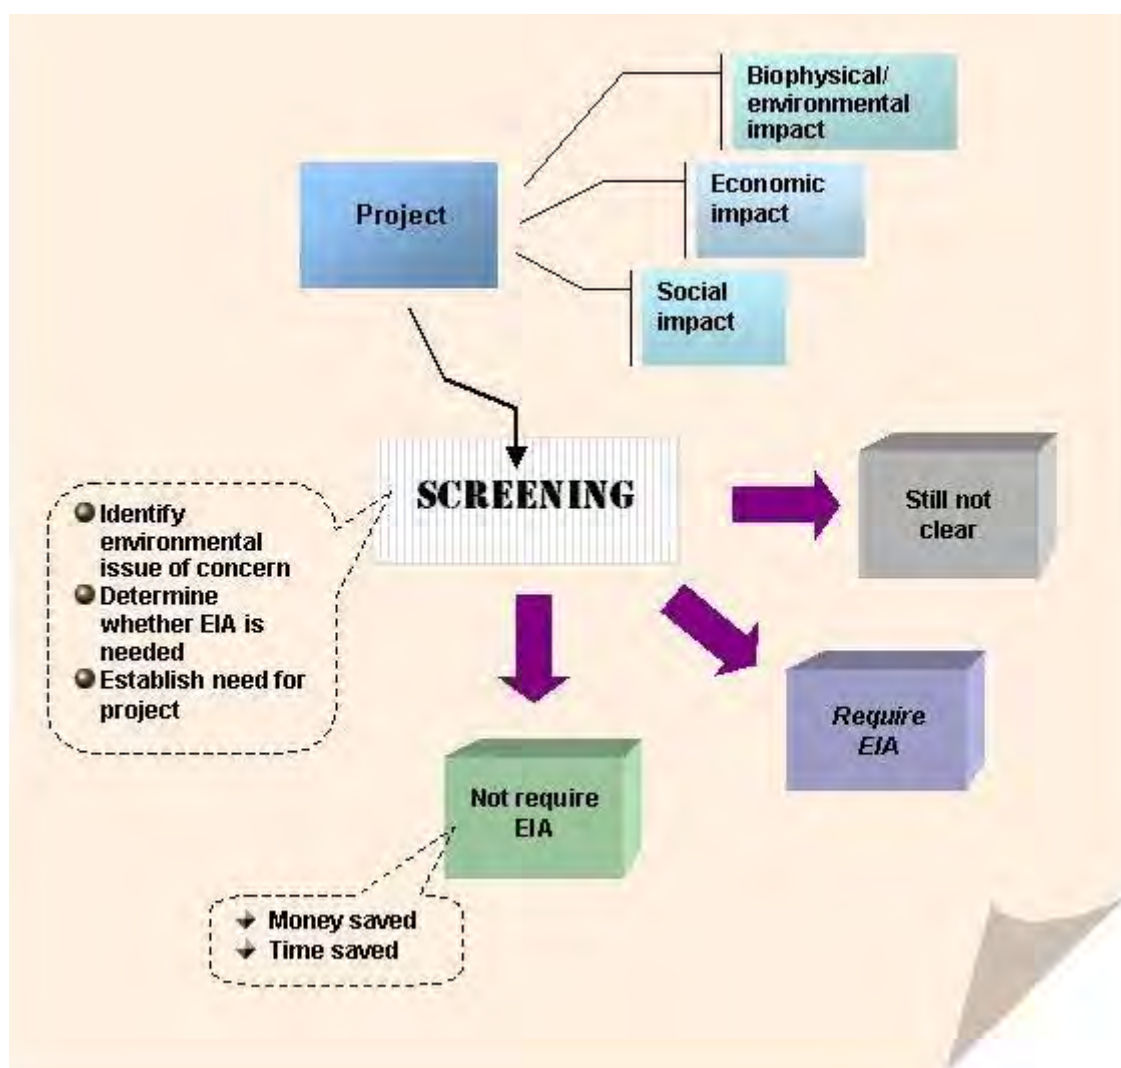 Biophysical/
environmental
impact
Project
Economic
impact
Social
impact
SCREENING
Still not
clear
Identify
environmental
issue of concern
Determine
whether EIA is
needed
Establish need for
project
Require
EIA
Not require
EIA
Money saved
Time saved